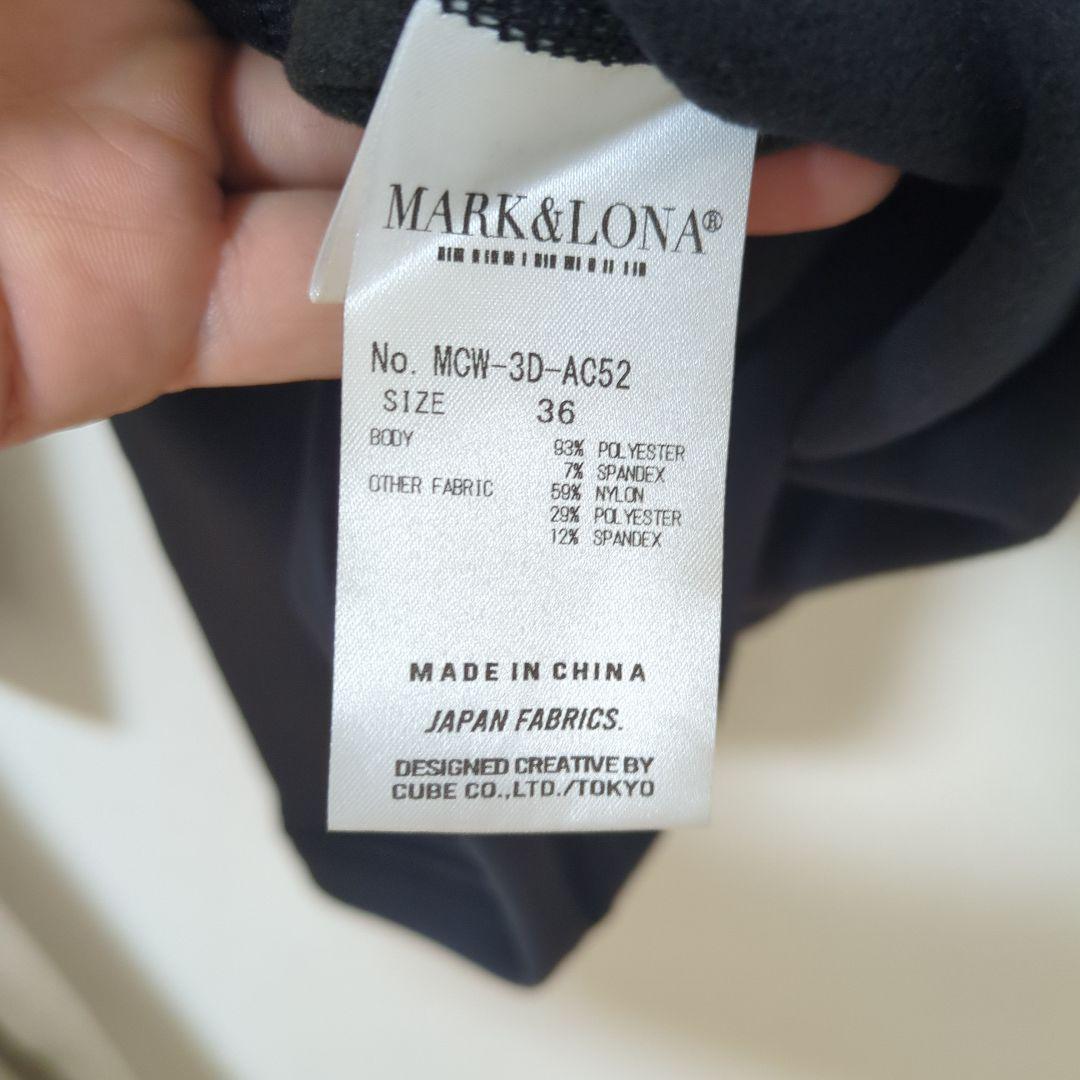 MARK&LONA®
No. MCW-3D-AC52
SIZE 36
BODY 93% POLYESTER
7% SPANDEX
OTHER FABRIC 59% NYLON
29% POLYESTER
12% SPANDEX
MADE IN CHINA
JAPAN FABRICS.
DESIGNED CREATIVE BY
CUBE CO.,LTD./TOKYO